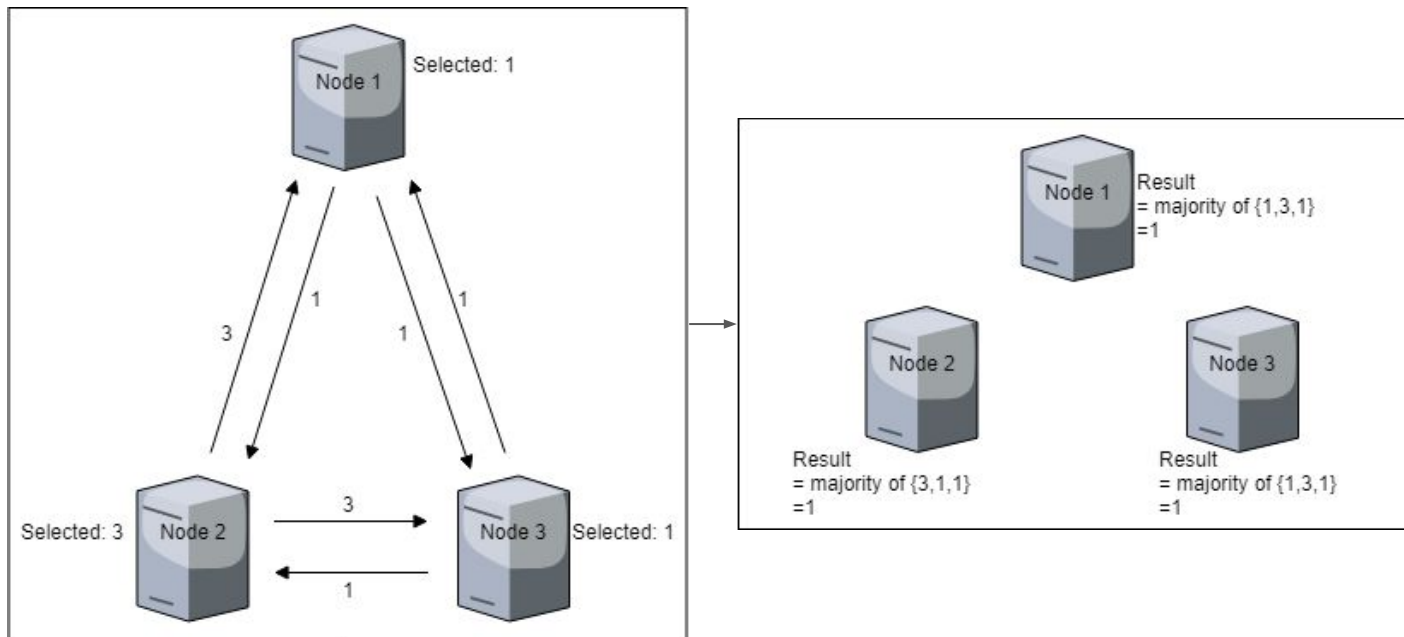 Node 1
Selected: 1
3
1
1
1
Selected: 3
Node 2
3
1
Node 3
Selected: 1
Node 1
Result
= majority of {1,3,1}
=1
Node 2
Result
= majority of {3,1,1}
=1
Node 3
Result
= majority of {1,3,1}
=1